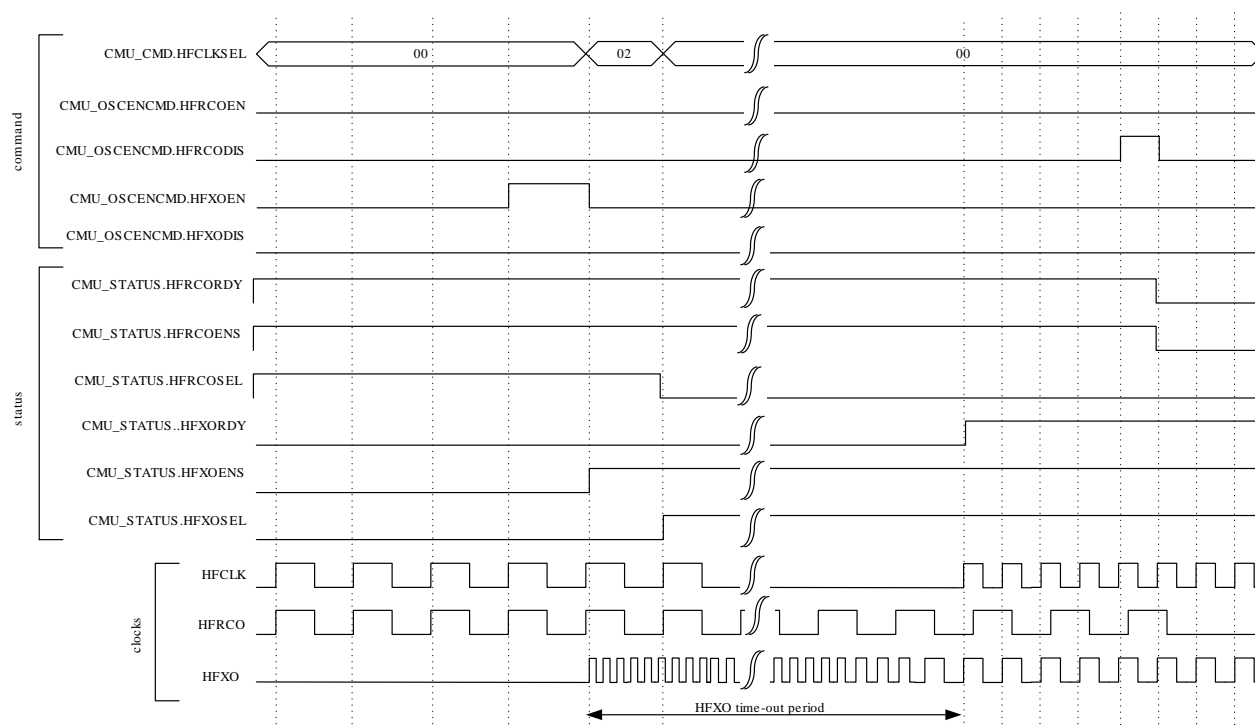 command
CMU_CMD.HFCLKSEL
00
02
00
CMU_OSCENCMD.HFRCOEN
CMU_OSCENCMD.HFRCODIS
CMU_OSCENCMD.HFXOEN
CMU_OSCENCMD.HFXODIS
status
CMU_STATUS.HFRCORDY
CMU_STATUS.HFRCOENS
CMU_STATUS.HFRCOSEL
CMU_STATUS..HFXORDY
CMU_STATUS.HFXOENS
CMU_STATUS.HFXOSEL
clocks
HFCLK
HFRCO
HFXO
HFXO time-out period